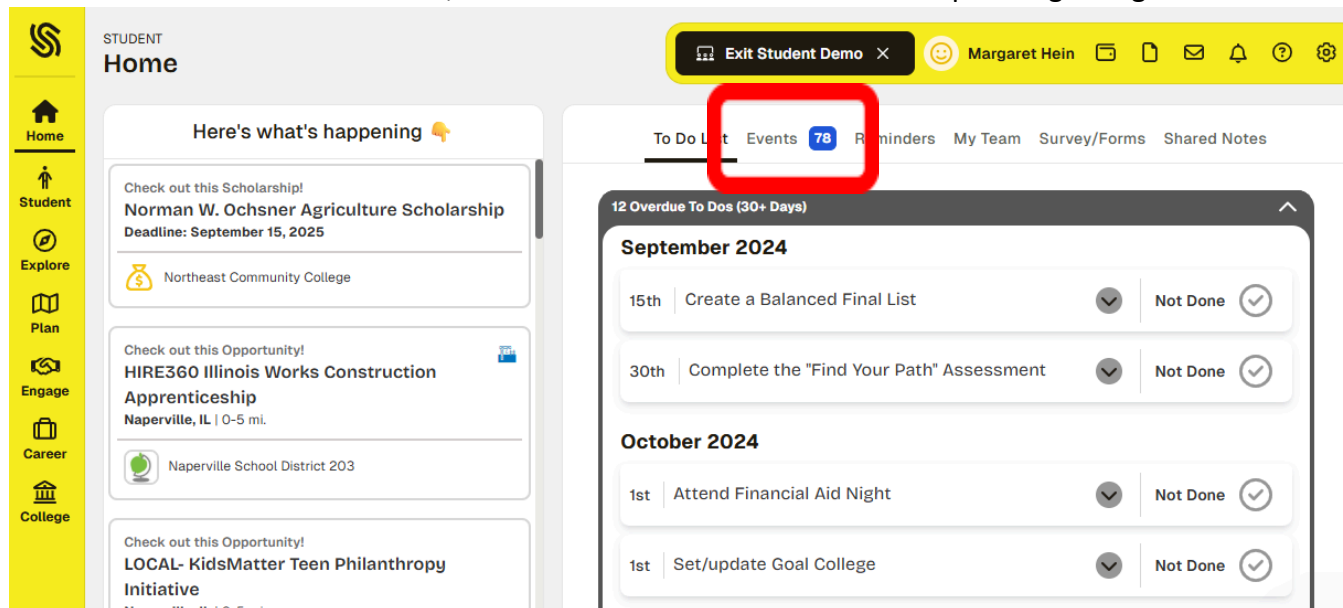 STUDENT
Home
Exit Student Demo
Margaret Hein
Home
Student
Explore
Plan
Engage
Career
College
Here's what's happening 👇
Check out this Scholarship!
Norman W. Ochsner Agriculture Scholarship
Deadline: September 15, 2025
Northeast Community College
Check out this Opportunity!
HIRE360 Illinois Works Construction
Apprenticeship
Naperville, IL | 0-5 mi.
Naperville School District 203
Check out this Opportunity!
LOCAL- KidsMatter Teen Philanthropy
Initiative
To Do List Events 78 Reminders My Team Survey/Forms Shared Notes
12 Overdue To Dos (30+ Days)
September 2024
15th Create a Balanced Final List Not Done
30th Complete the "Find Your Path" Assessment Not Done
October 2024
1st Attend Financial Aid Night Not Done
1st Set/update Goal College Not Done